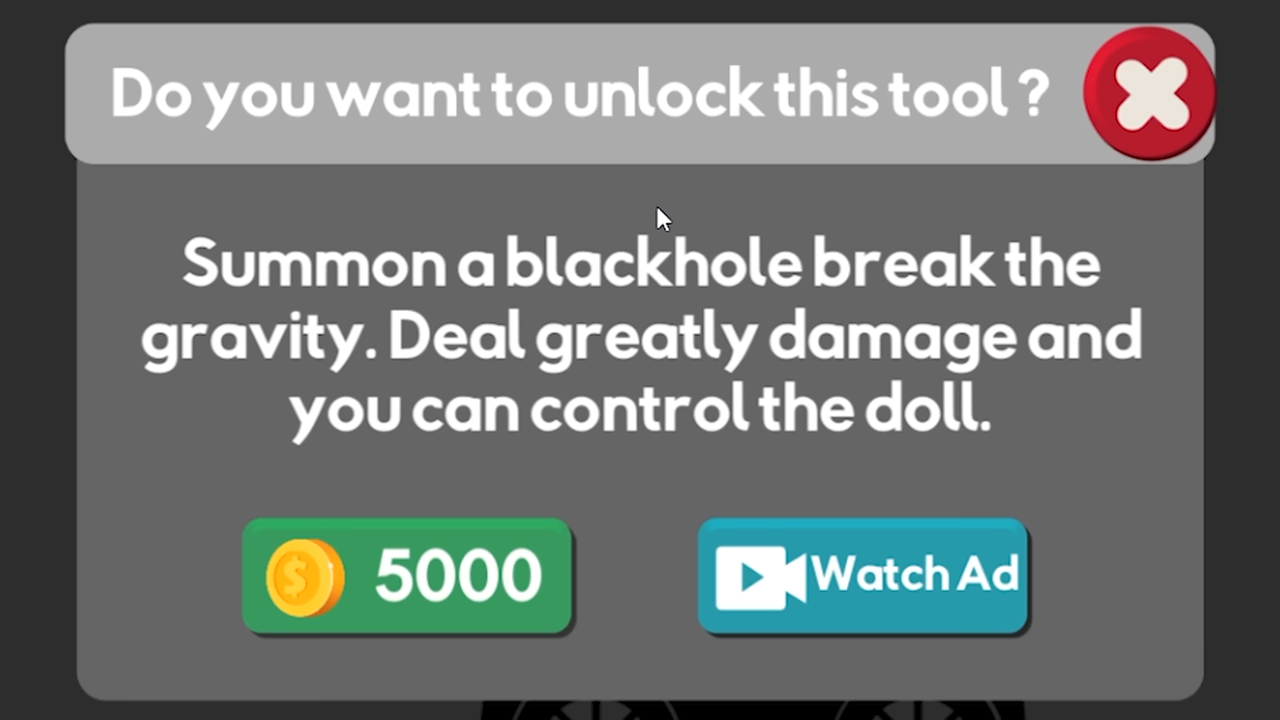 Do you want to unlock this tool ?
Summon a blackhole break the
gravity. Deal greatly damage and
you can control the doll.
$ 5000
Watch Ad